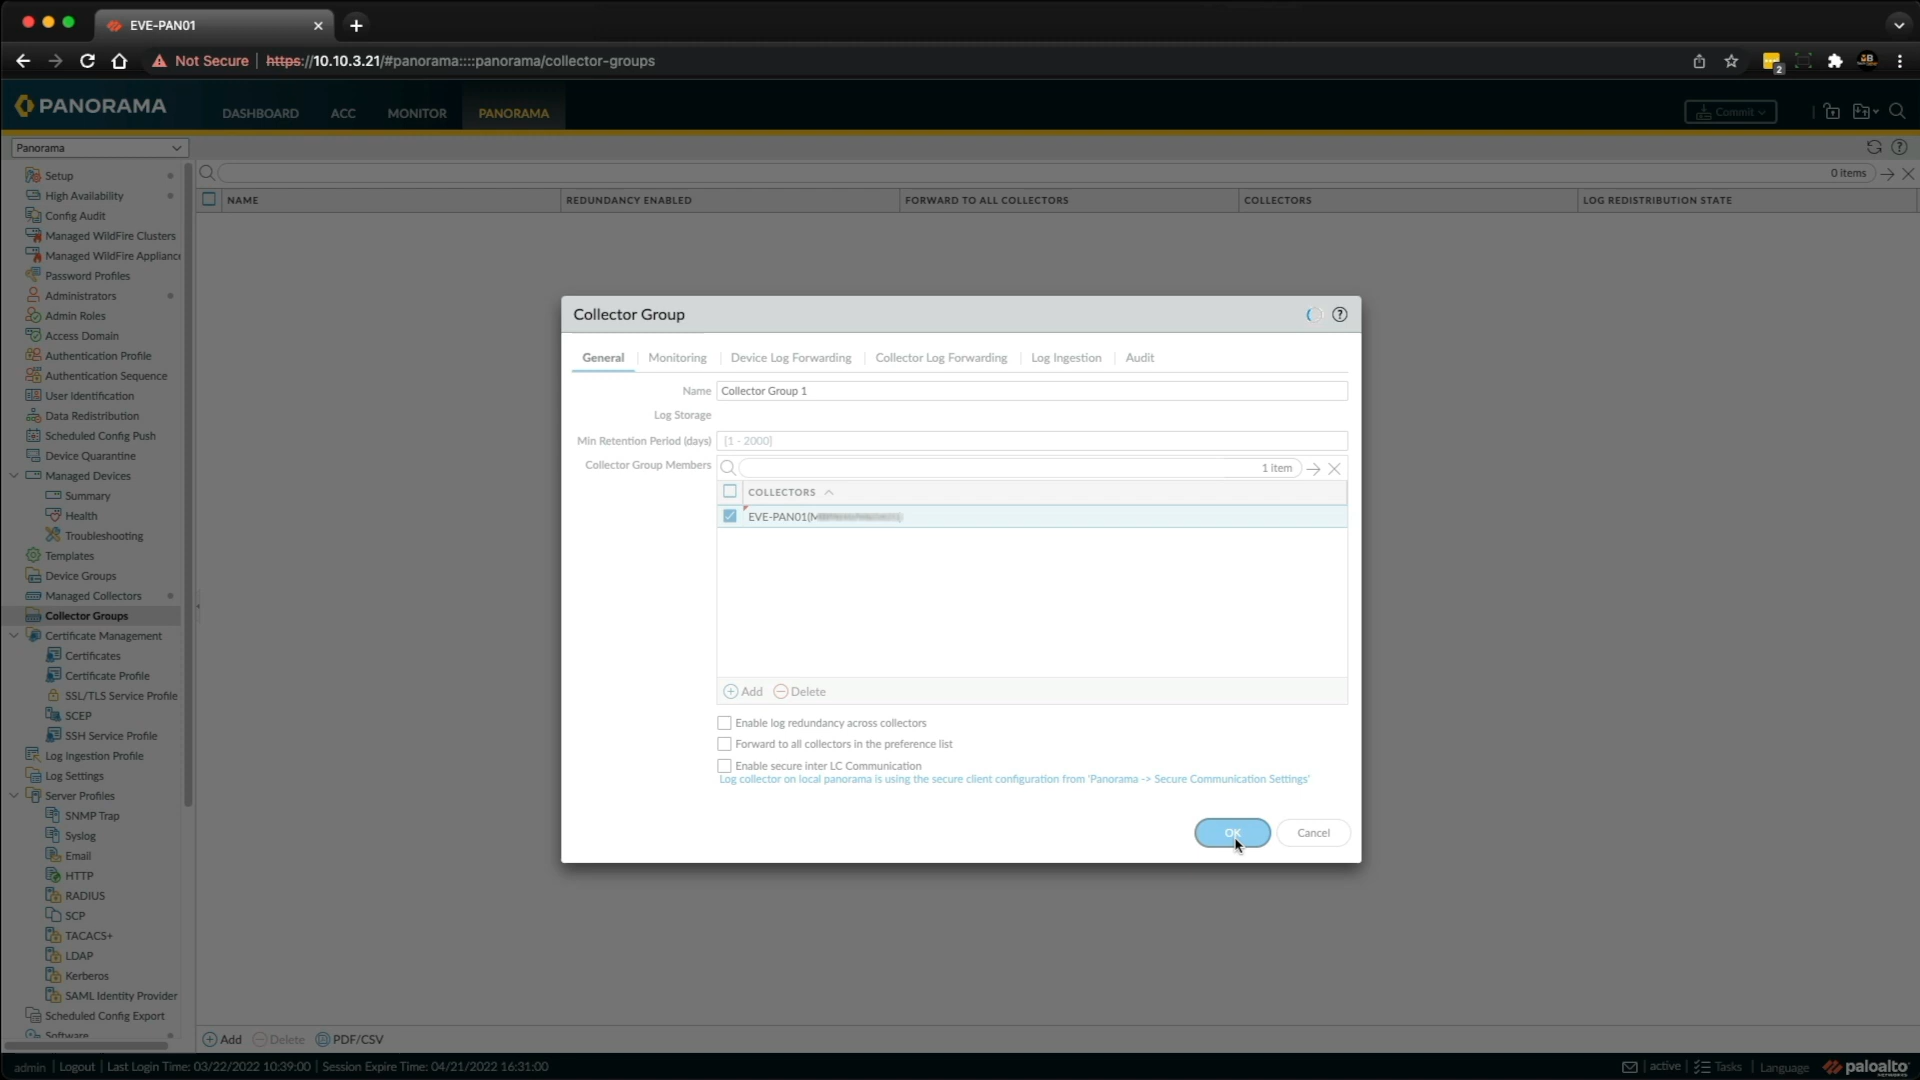 EVE-PAN01
Not Secure https://10.10.3.21/#panorama::::panorama/collector-groups
2
PANORAMA
DASHBOARD ACC MONITOR PANORAMA
Commit
Panorama
0 items
NAME REDUNDANCY ENABLED FORWARD TO ALL COLLECTORS COLLECTORS LOG REDISTRIBUTION STATE
Setup
High Availability
Config Audit
Managed WildFire Clusters
Managed WildFire Appliance
Password Profiles
Administrators
Admin Roles
Access Domain
Authentication Profile
Authentication Sequence
User Identification
Data Redistribution
Scheduled Config Push
Device Quarantine
Managed Devices
Summary
Health
Troubleshooting
Templates
Device Groups
Managed Collectors
Collector Groups
Certificate Management
Certificates
Certificate Profile
SSL/TLS Service Profile
SCEP
SSH Service Profile
Log Ingestion Profile
Log Settings
Server Profiles
SNMP Trap
Syslog
Email
HTTP
RADIUS
SCP
TACACS+
LDAP
Kerberos
SAML Identity Provider
Scheduled Config Export
Software
Collector Group
General Monitoring Device Log Forwarding Collector Log Forwarding Log Ingestion Audit
Name Collector Group 1
Log Storage
Min Retention Period (days) [1 - 2000]
Collector Group Members 1 item
COLLECTORS
EVE-PAN01(M
Add Delete
Enable log redundancy across collectors
Forward to all collectors in the preference list
Enable secure inter LC Communication
Log collector on local panorama is using the secure client configuration from 'Panorama -> Secure Communication Settings'
OK Cancel
Add Delete PDF/CSV
admin | Logout | Last Login Time: 03/22/2022 10:39:00 | Session Expire Time: 04/21/2022 16:31:00
active | Tasks | Language paloalto